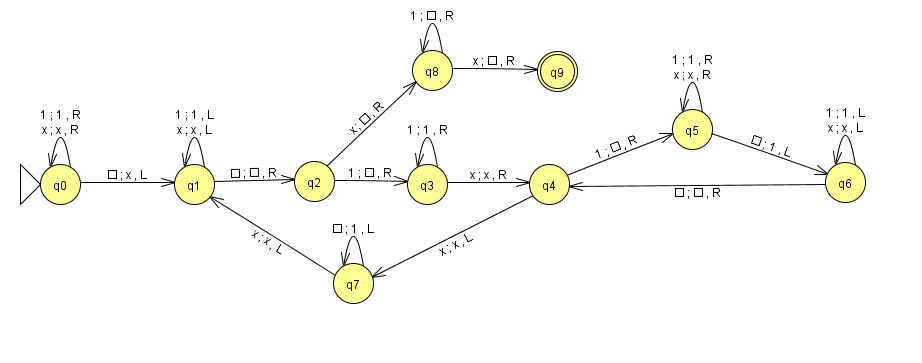 1 ; □ , R
q8
x ; □ , R
q9
1 ; 1 , R
x ; x , R
1 ; 1 , R
x ; x , R
1 ; 1 , L
x ; x , L
x ; □ , R
1 ; 1 , R
1 ; □ , R
q5
□ ; 1 , L
1 ; 1 , L
x ; x , L
q0
□ ; x , L
q1
□ ; □ , R
q2
1 ; □ , R
q3
x ; x , R
q4
□ ; □ , R
q6
x ; x , L
□ ; 1 , L
x ; x , L
q7